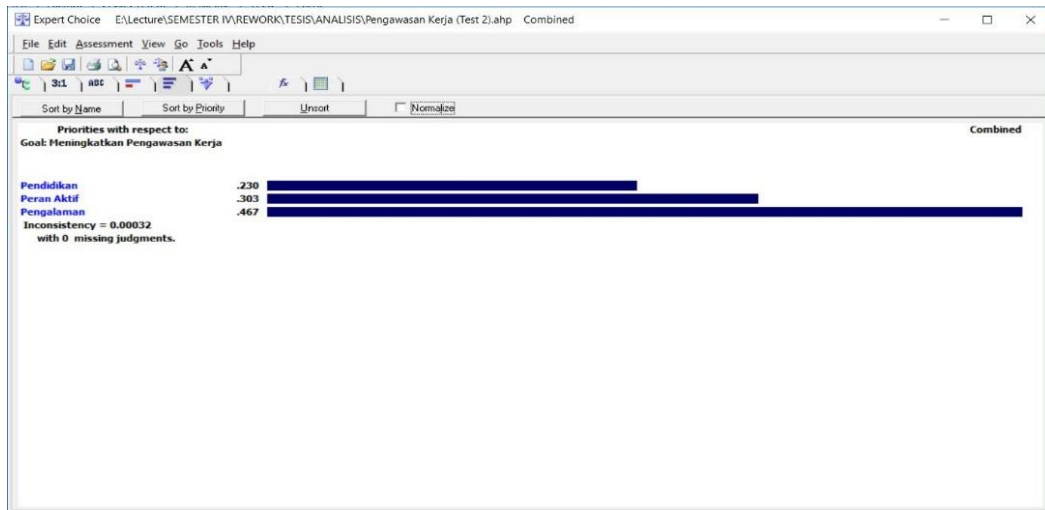 Expert Choice E:\Lecture\SEMESTER IV\REWORK\TESIS\ANALISIS\Pengawasan Kerja (Test 2).ahp Combined
File Edit Assessment View Go Tools Help
A A
3:1 ABC fx
Sort by Name Sort by Priority Unsort Normalize
Priorities with respect to: Combined
Goal: Meningkatkan Pengawasan Kerja
Pendidikan .230
Peran Aktif .303
Pengalaman .467
Inconsistency = 0.00032
with 0 missing judgments.